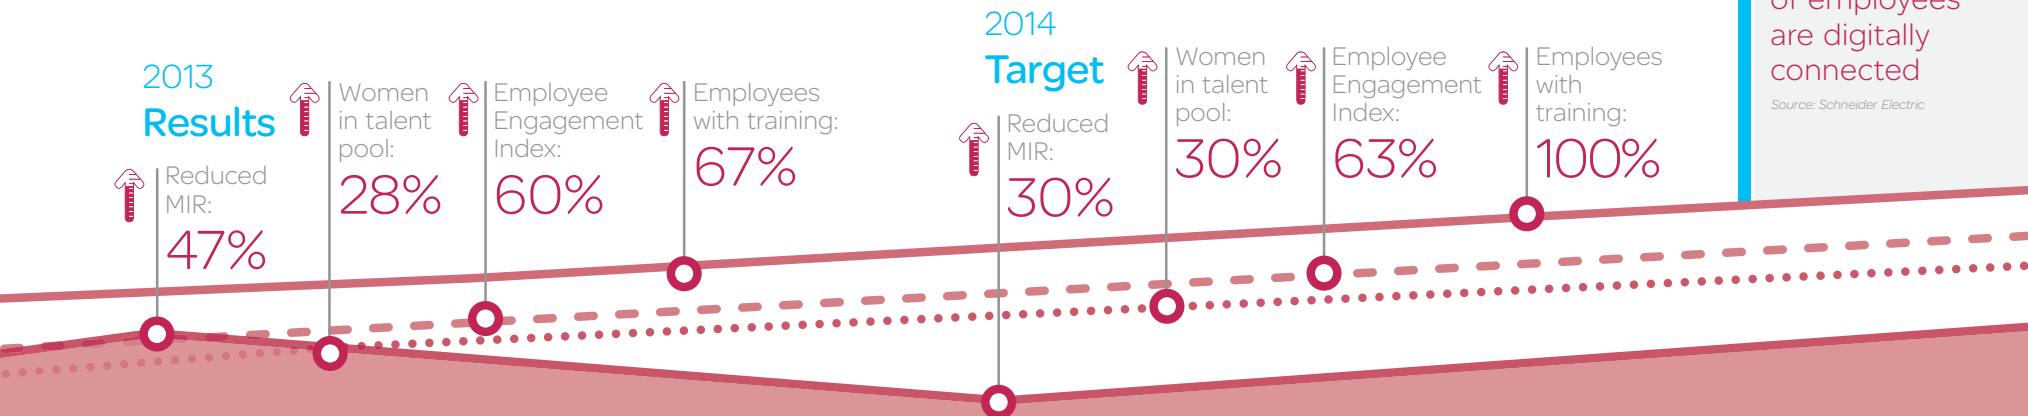 2013
Results
Reduced
MIR:
47%
Women
in talent
pool:
28%
Employee
Engagement
Index:
60%
Employees
with training:
67%
2014
Target
Reduced
MIR:
30%
Women
in talent
pool:
30%
Employee
Engagement
Index:
63%
Employees
with
training:
100%
of employees
are digitally
connected
Source: Schneider Electric